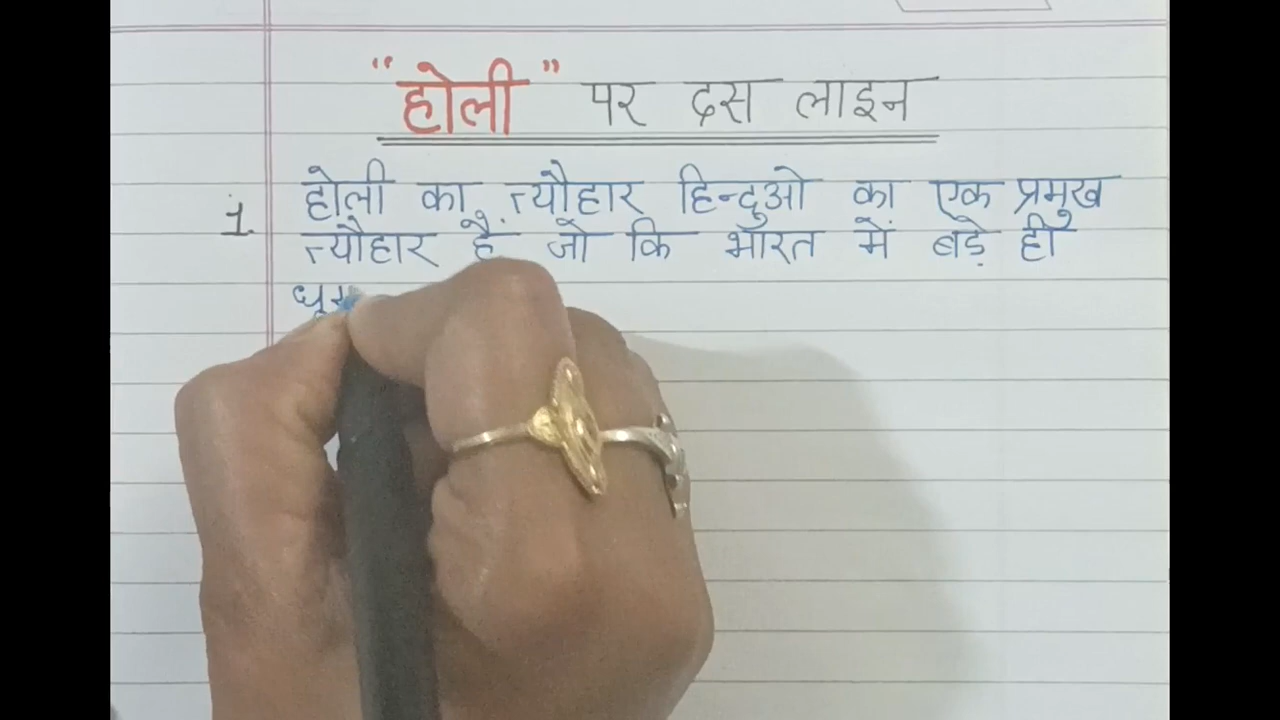 "होली" पर दस लाइन
1. होली का त्यौहार हिन्दुओ का एक प्रमुख
त्यौहार हैं जो कि भारत में बड़े ही